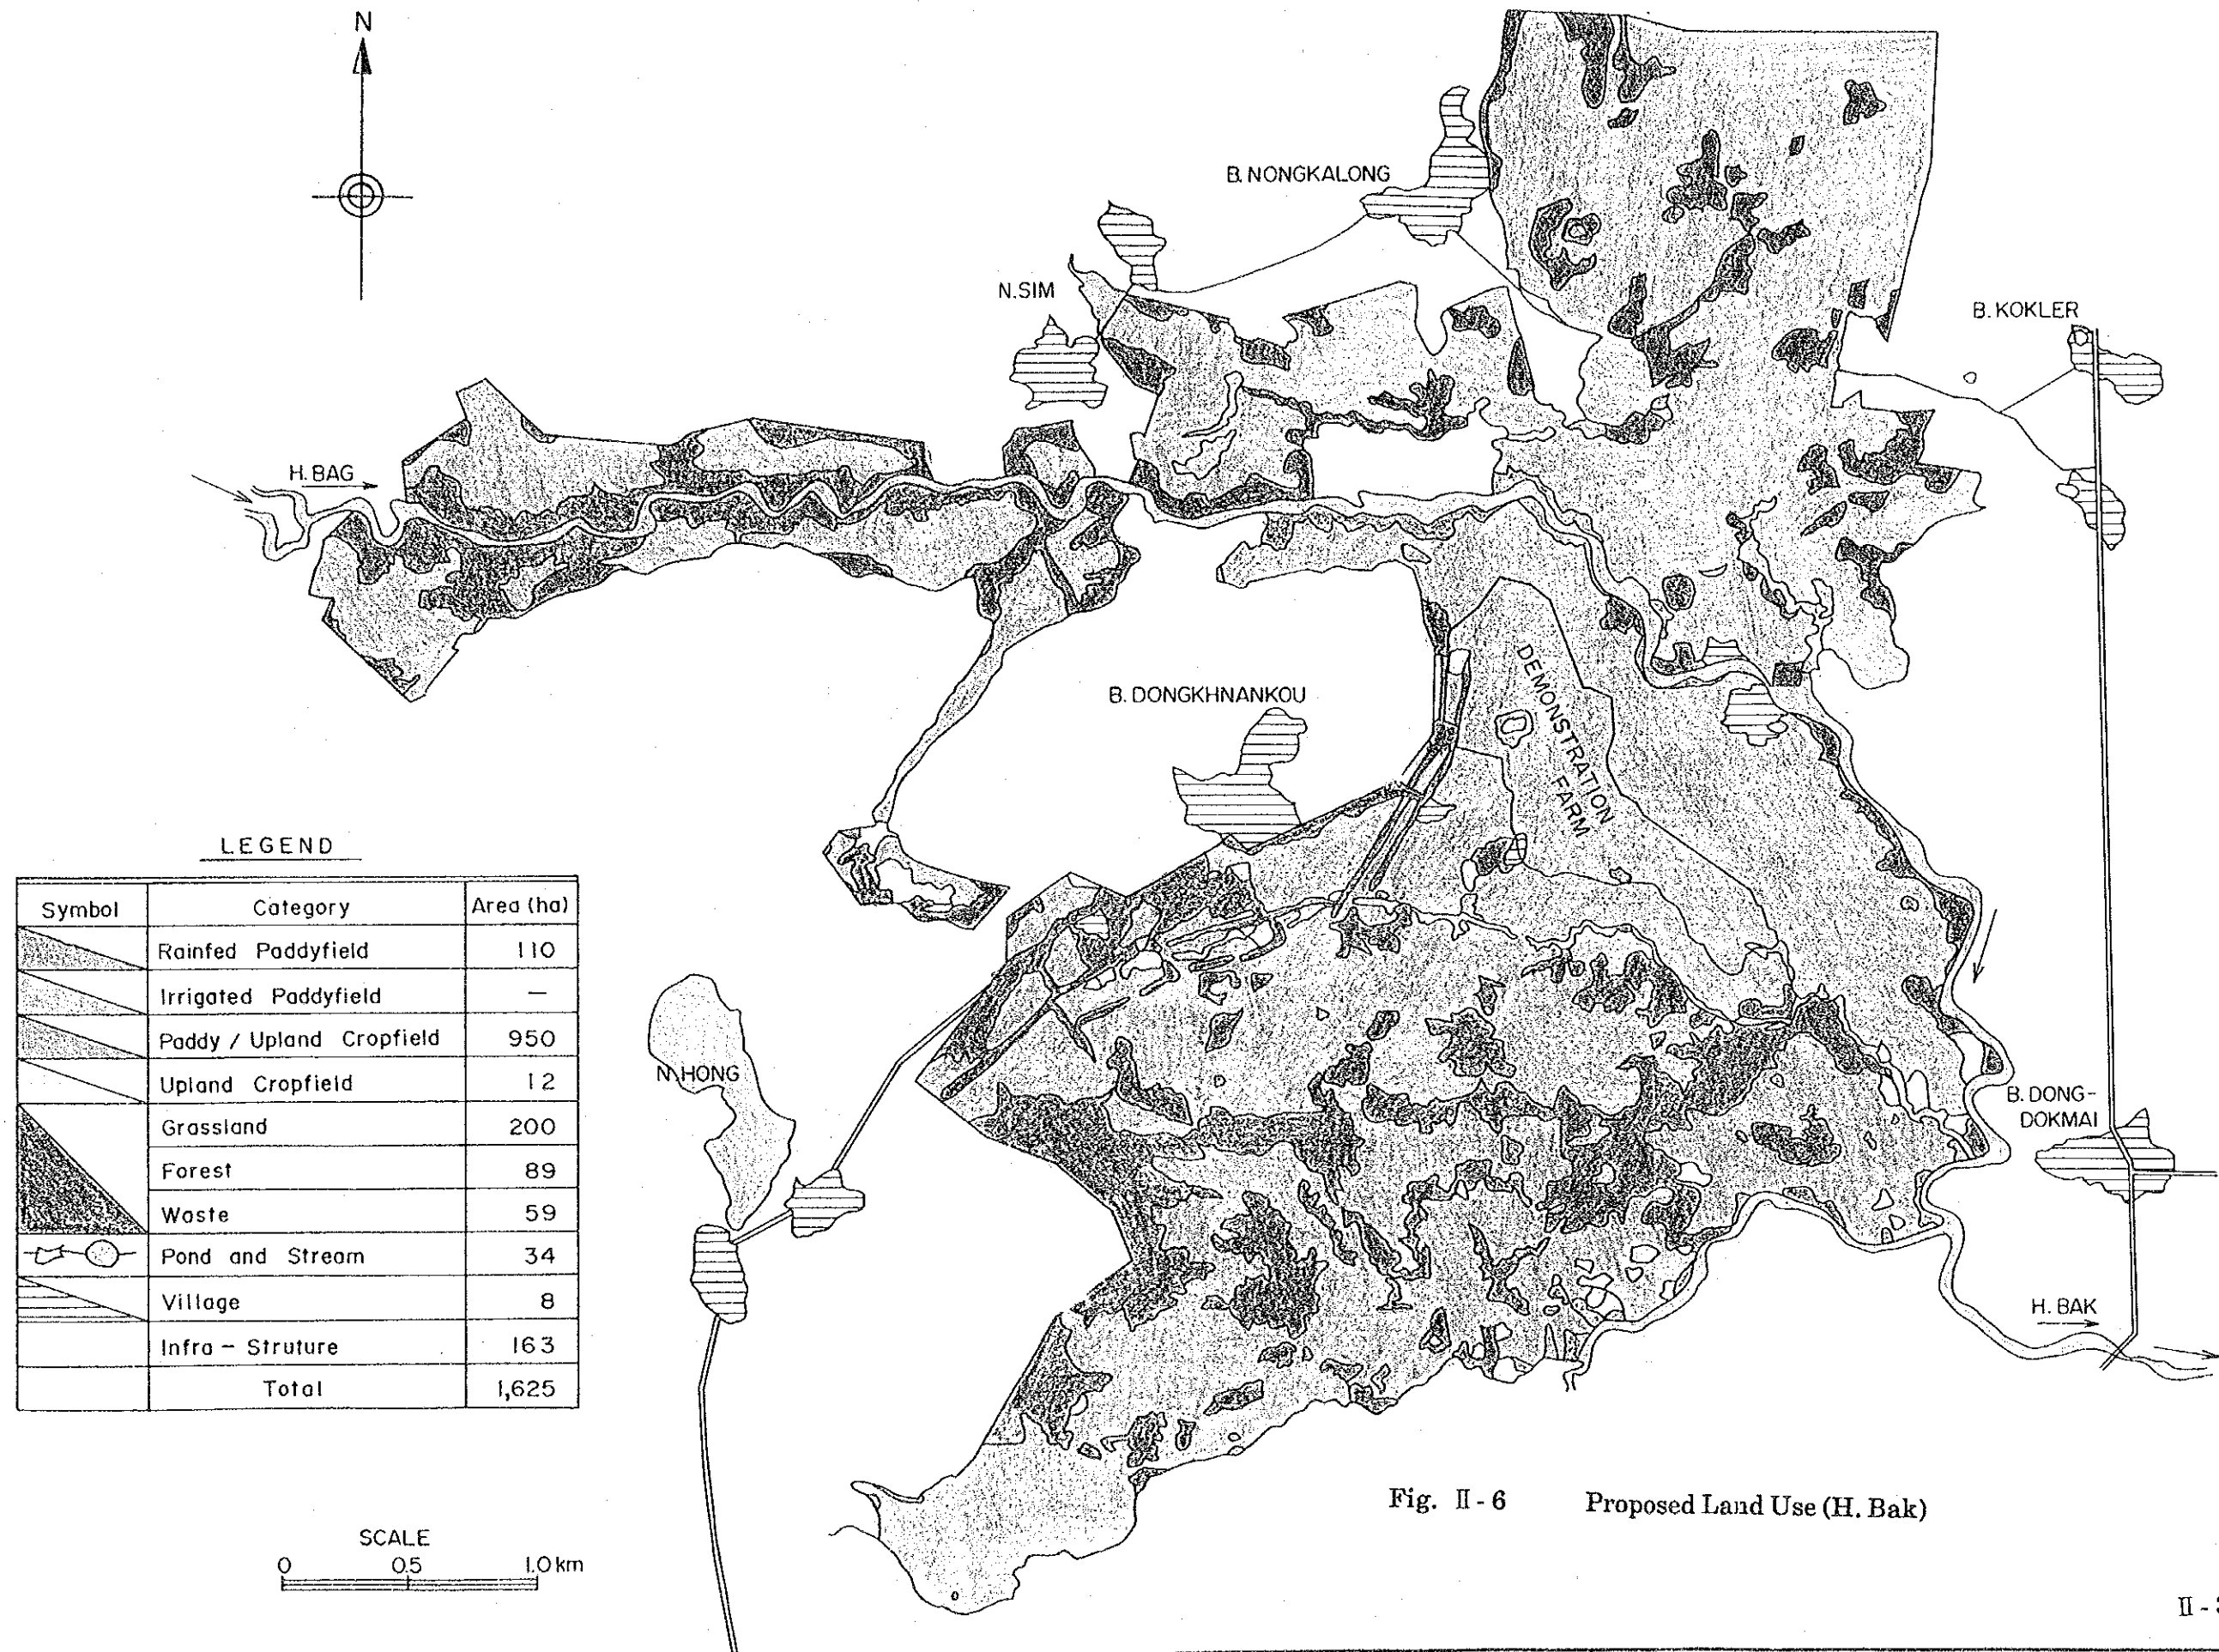 N
B. NONGKALONG
N. SIM
B. KOKLER
H. BAG
DEMONSTRATION
FARM
B. DONGKHNANKOU
N. HONG
B. DONG-
DOKMAI
H. BAK
LEGEND
Symbol Category Area (ha)
Rainfed Paddyfield 110
Irrigated Paddyfield —
Paddy / Upland Cropfield 950
Upland Cropfield 12
Grassland 200
Forest 89
Waste 59
Pond and Stream 34
Village 8
Infra - Struture 163
Total 1,625
SCALE
0 0.5 1.0 km
Fig. II - 6 Proposed Land Use (H. Bak)